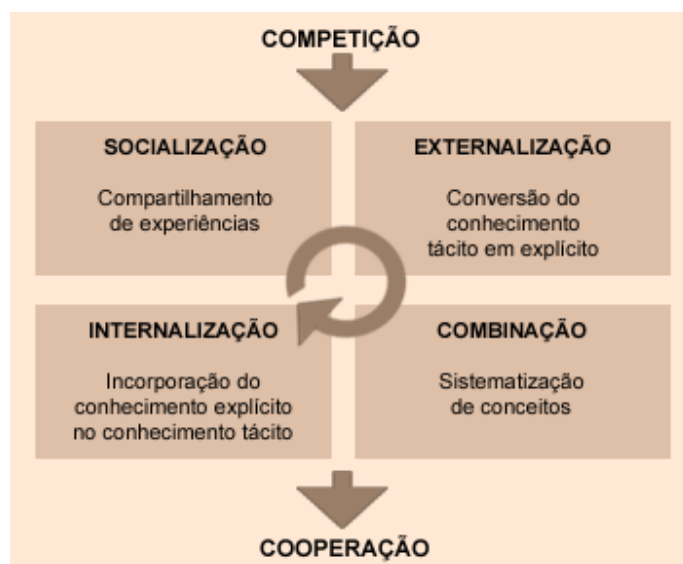 COMPETIÇÃO
SOCIALIZAÇÃO
Compartilhamento
de experiências
EXTERNALIZAÇÃO
Conversão do
conhecimento
tácito em explícito
INTERNALIZAÇÃO
Incorporação do
conhecimento explícito
no conhecimento tácito
COMBINAÇÃO
Sistematização
de conceitos
COOPERAÇÃO